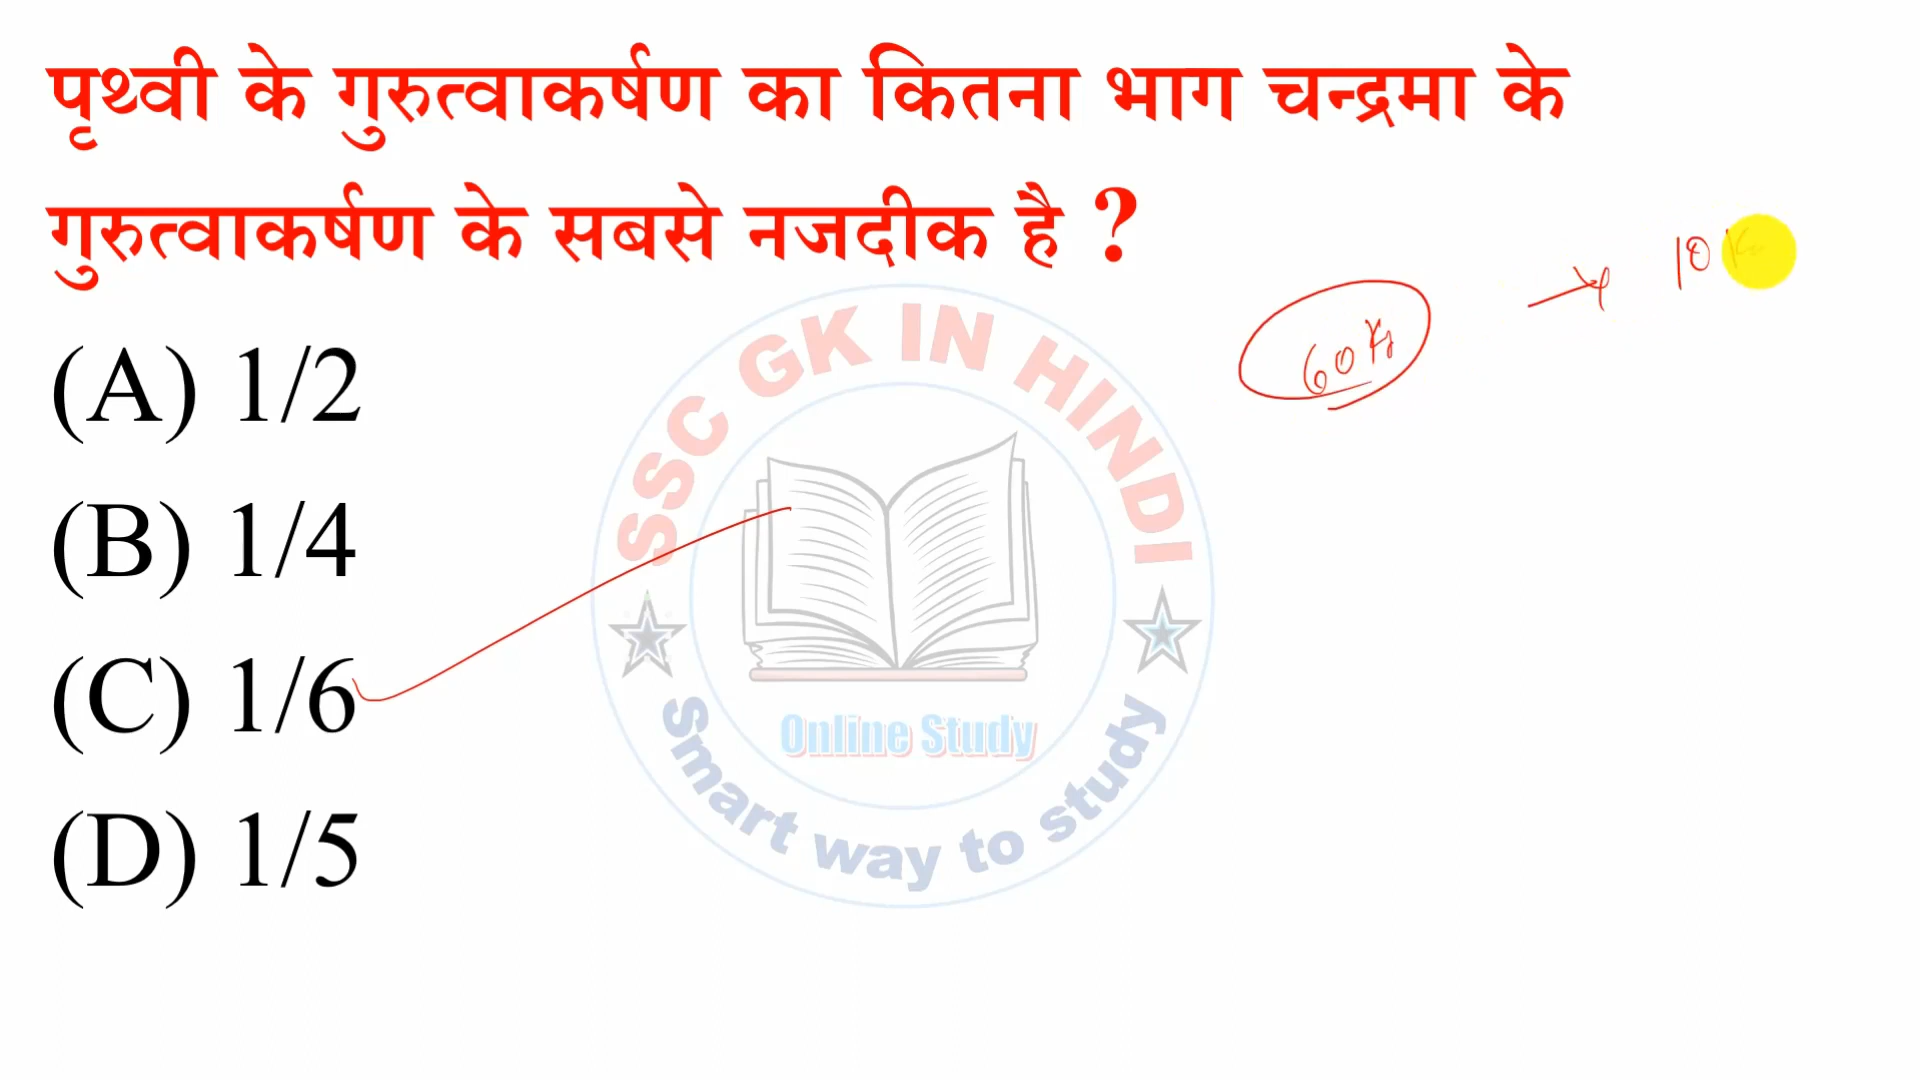 पृथ्वी के गुरुत्वाकर्षण का कितना भाग चन्द्रमा के
गुरुत्वाकर्षण के सबसे नजदीक है ?
(A) 1/2
(B) 1/4
(C) 1/6
(D) 1/5
60 Kg
10
SSC GK IN HINDI
Online Study
Smart way to study